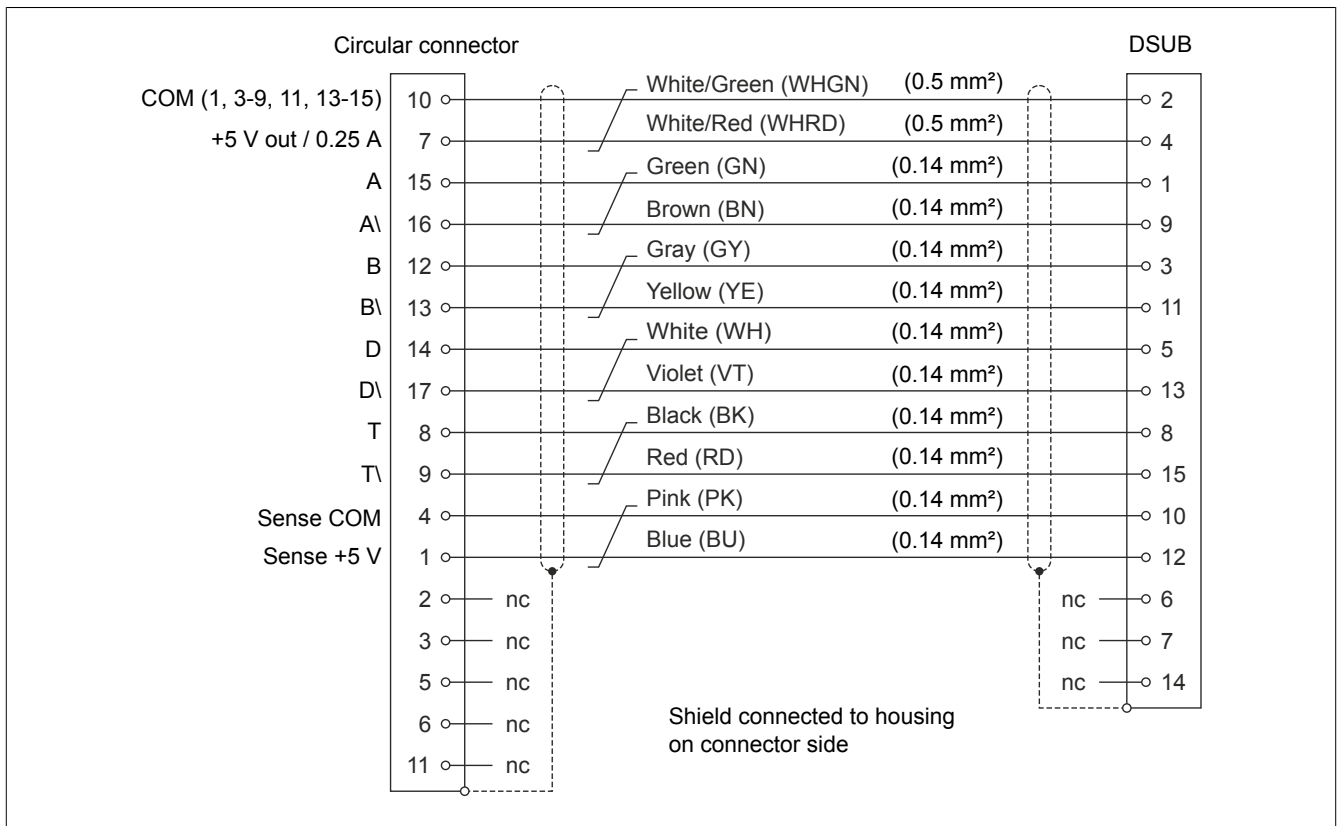 Circular connector DSUB
COM (1, 3-9, 11, 13-15) 10 White/Green (WHGN) (0.5 mm²) 2
+5 V out / 0.25 A 7 White/Red (WHRD) (0.5 mm²) 4
A 15 Green (GN) (0.14 mm²) 1
A\ 16 Brown (BN) (0.14 mm²) 9
B 12 Gray (GY) (0.14 mm²) 3
B\ 13 Yellow (YE) (0.14 mm²) 11
D 14 White (WH) (0.14 mm²) 5
D\ 17 Violet (VT) (0.14 mm²) 13
T 8 Black (BK) (0.14 mm²) 8
T\ 9 Red (RD) (0.14 mm²) 15
Sense COM 4 Pink (PK) (0.14 mm²) 10
Sense +5 V 1 Blue (BU) (0.14 mm²) 12
2 nc nc 6
3 nc nc 7
5 nc nc 14
6 nc
11 nc
Shield connected to housing
on connector side